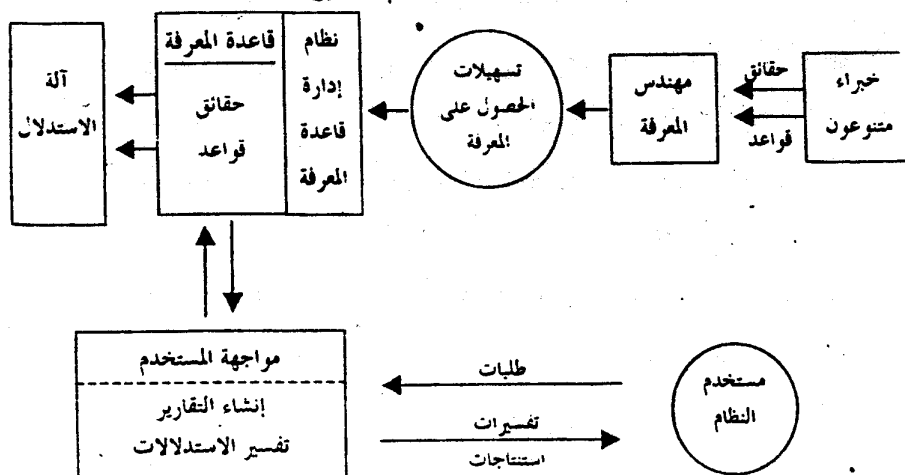 خبراء
متنوعون
حقائق
قواعد
مهندس
المعرفة
تسهيلات
الحصول على
المعرفة
نظام
إدارة
قاعدة
المعرفة
قاعدة المعرفة
حقائق
قواعد
آلة
الاستدلال
مواجهة المستخدم
إنشاء التقارير
تفسير الاستدلالات
طلبات
تفسيرات
استنتاجات
مستخدم
النظام